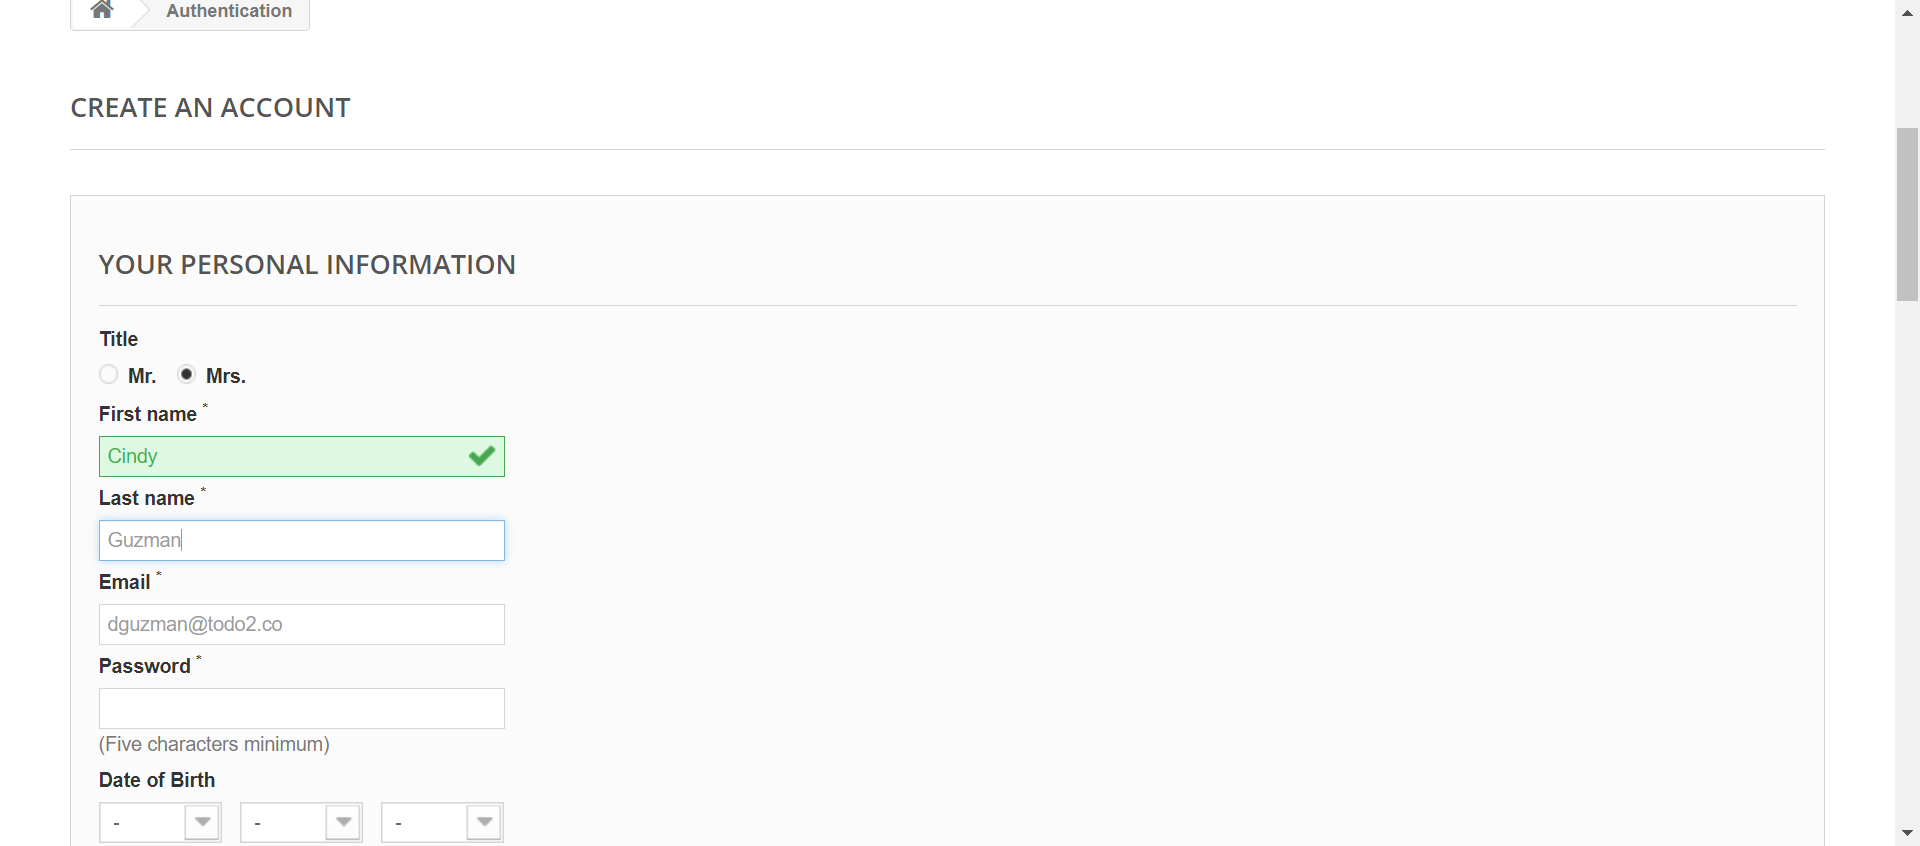 Authentication
CREATE AN ACCOUNT
YOUR PERSONAL INFORMATION
Title
Mr. Mrs.
First name *
Cindy
Last name *
Guzman
Email *
dguzman@todo2.co
Password *
(Five characters minimum)
Date of Birth
- - -